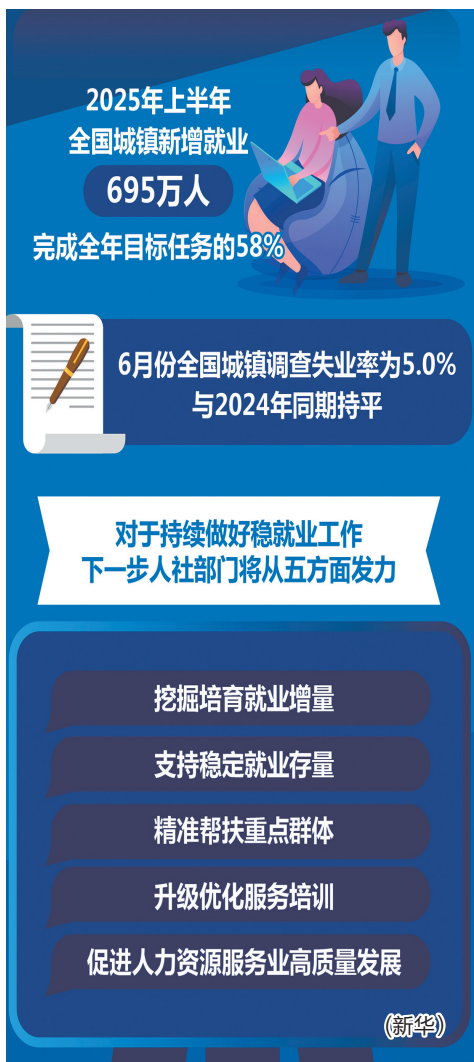 2025年上半年
全国城镇新增就业
695万人
完成全年目标任务的58%
6月份全国城镇调查失业率为5.0%
与2024年同期持平
对于持续做好稳就业工作
下一步人社部门将从五方面发力
挖掘培育就业增量
支持稳定就业存量
精准帮扶重点群体
升级优化服务培训
促进人力资源服务业高质量发展
(新华)